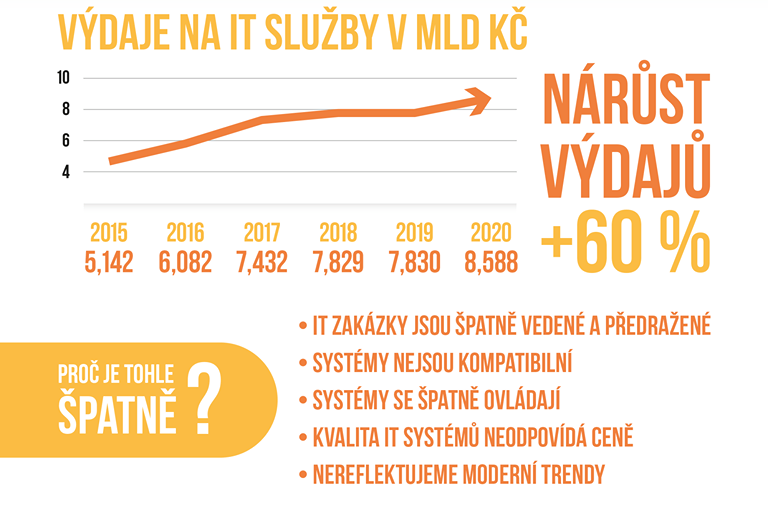 VÝDAJE NA IT SLUŽBY V MLD KČ
10
8
6
4
2015 2016 2017 2018 2019 2020
5,142 6,082 7,432 7,829 7,830 8,588
NÁRŮST
VÝDAJŮ
+60 %
PROČ JE TOHLE
ŠPATNĚ ?
• IT ZAKÁZKY JSOU ŠPATNĚ VEDENÉ A PŘEDRAŽENÉ
• SYSTÉMY NEJSOU KOMPATIBILNÍ
• SYSTÉMY SE ŠPATNĚ OVLÁDAJÍ
• KVALITA IT SYSTÉMŮ NEODPOVÍDÁ CENĚ
• NEREFLEKTUJEME MODERNÍ TRENDY